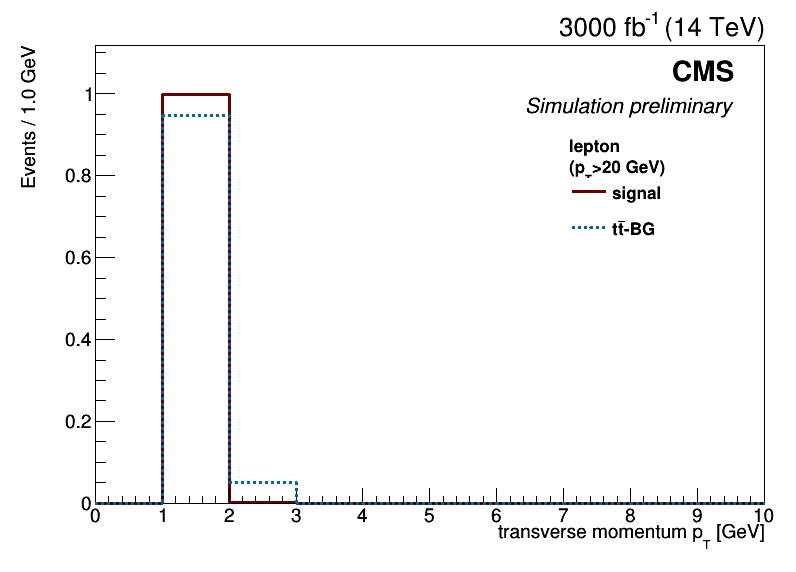 3000 fb-1 (14 TeV)
Events / 1.0 GeV
CMS
Simulation preliminary
lepton
(pT>20 GeV)
signal
tt̄-BG
1
0.8
0.6
0.4
0.2
0
0 1 2 3 4 5 6 7 8 9 10
transverse momentum pT [GeV]